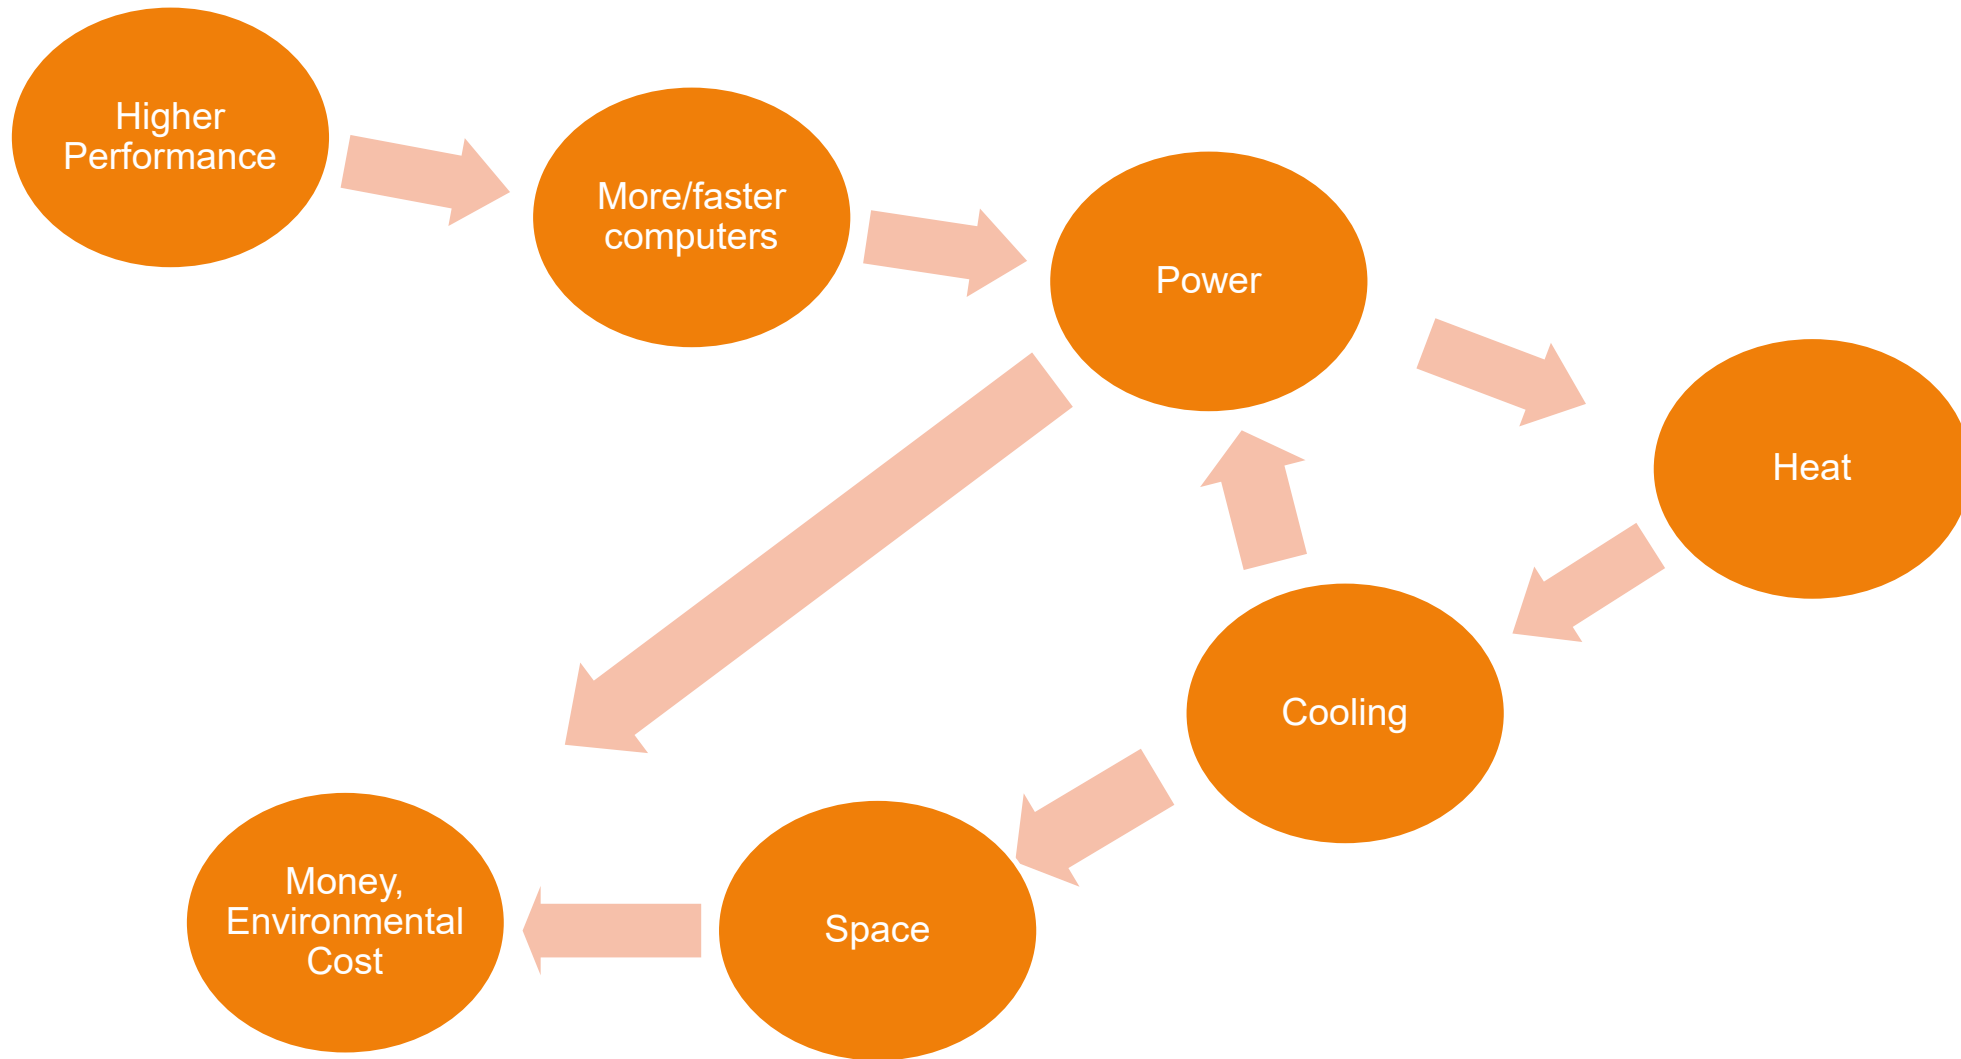 Higher
Performance
More/faster
computers
Power
Heat
Cooling
Space
Money,
Environmental
Cost